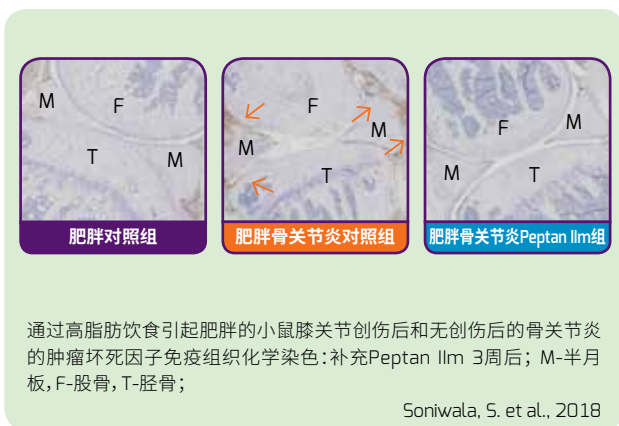 M
F
T
M
F
M
M
T
F
M
M
T
肥胖对照组
肥胖骨关节炎对照组
肥胖骨关节炎Peptan IIm组
通过高脂肪饮食引起肥胖的小鼠膝关节创伤后和无创伤后的骨关节炎
的肿瘤坏死因子免疫组织化学染色:补充Peptan IIm 3周后; M-半月
板,F-股骨,T-胫骨;
Soniwala, S. et al., 2018